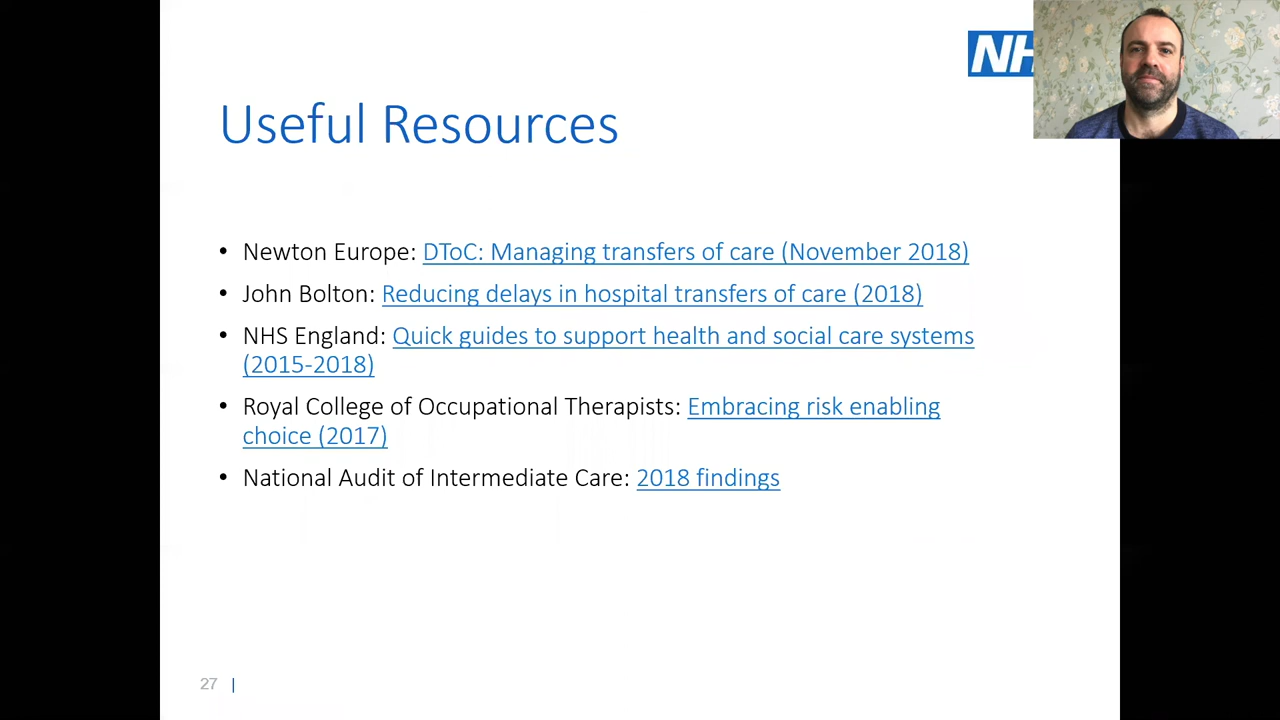 NH
Useful Resources
• Newton Europe: DToC: Managing transfers of care (November 2018)
• John Bolton: Reducing delays in hospital transfers of care (2018)
• NHS England: Quick guides to support health and social care systems
(2015-2018)
• Royal College of Occupational Therapists: Embracing risk enabling
choice (2017)
• National Audit of Intermediate Care: 2018 findings
27 |